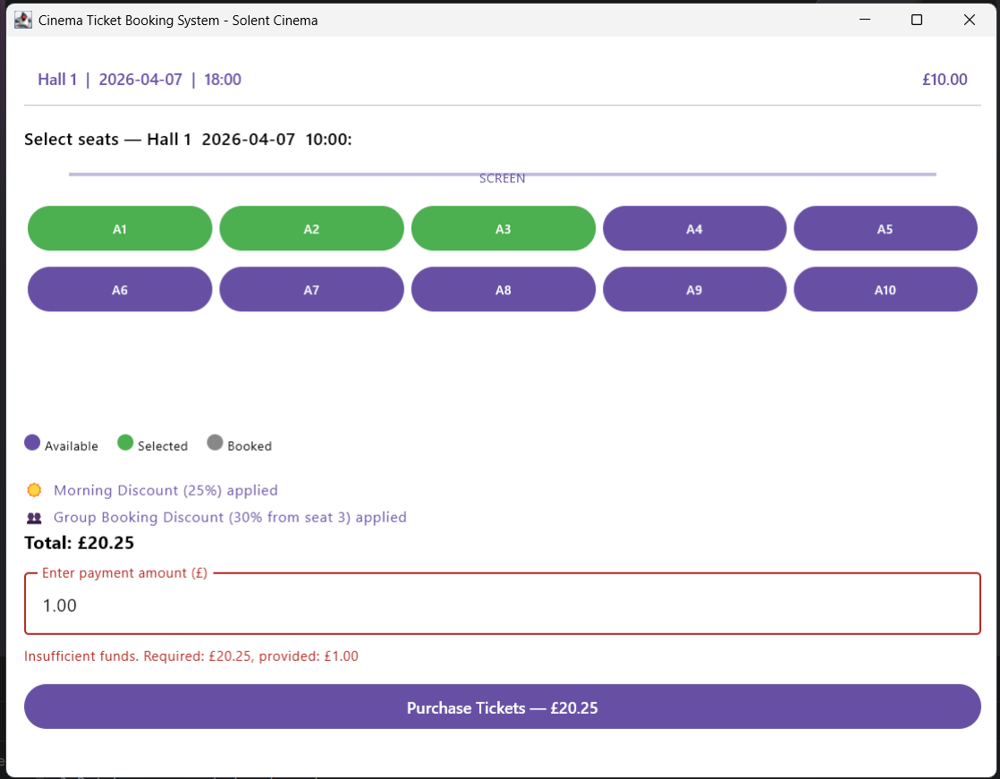 Cinema Ticket Booking System - Solent Cinema
Hall 1 | 2026-04-07 | 18:00 £10.00
Select seats — Hall 1 2026-04-07 10:00:
SCREEN
A1 A2 A3 A4 A5
A6 A7 A8 A9 A10
Available Selected Booked
Morning Discount (25%) applied
Group Booking Discount (30% from seat 3) applied
Total: £20.25
Enter payment amount (£)
1.00
Insufficient funds. Required: £20.25, provided: £1.00
Purchase Tickets — £20.25